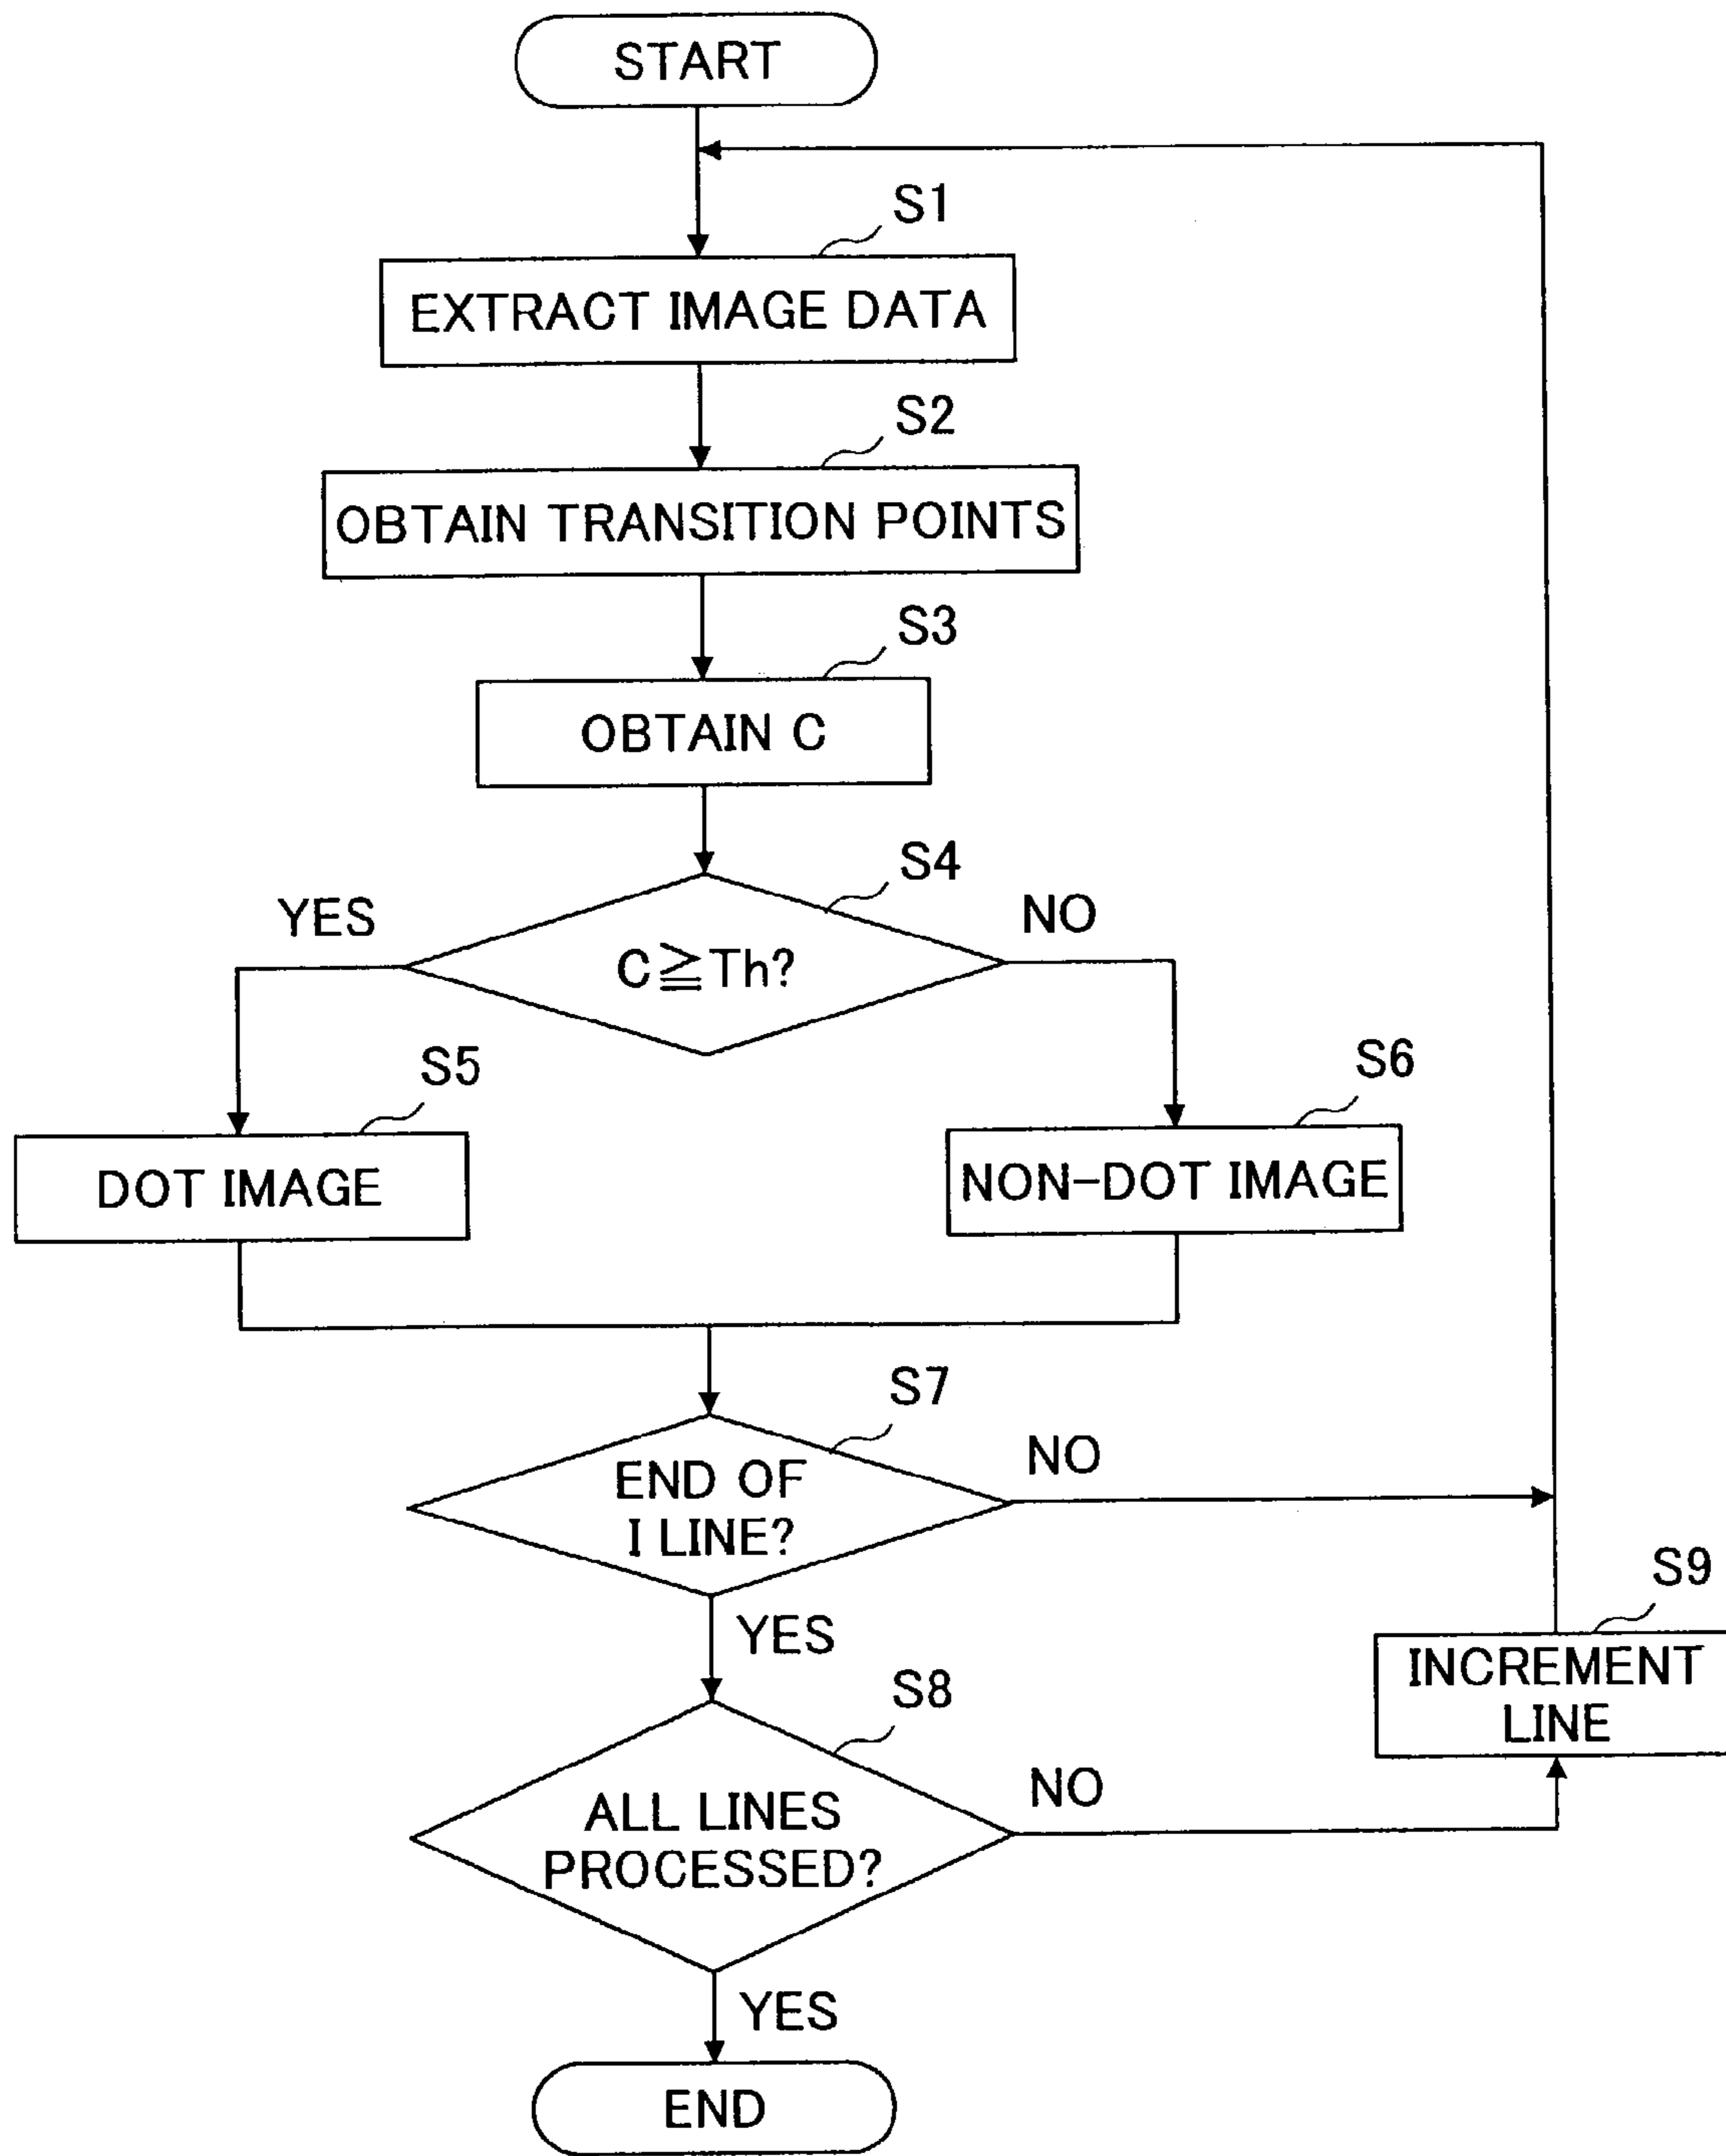 START
S1
EXTRACT IMAGE DATA
S2
OBTAIN TRANSITION POINTS
S3
OBTAIN C
S4
YES
NO
C≧Th?
S5
S6
DOT IMAGE
NON-DOT IMAGE
S7
NO
END OF
I LINE?
YES
S9
INCREMENT
LINE
S8
NO
ALL LINES
PROCESSED?
YES
END